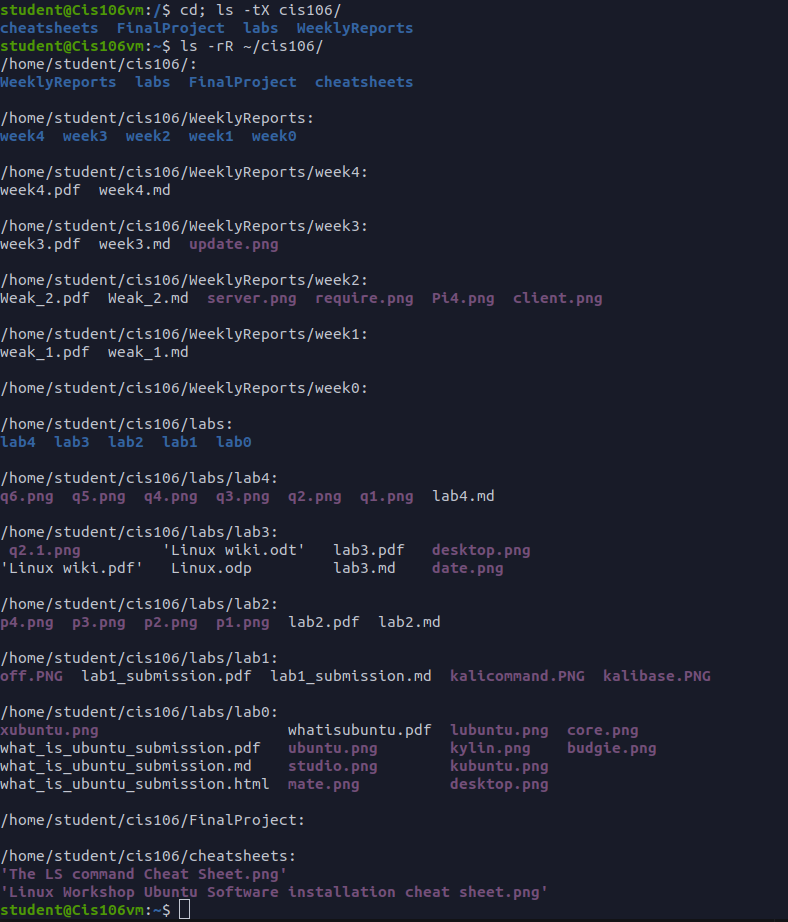 student@Cis106vm:/$ cd; ls -tX cis106/
cheatsheets  FinalProject  labs  WeeklyReports
student@Cis106vm:~$ ls -rR ~/cis106/
/home/student/cis106/:
WeeklyReports  labs  FinalProject  cheatsheets

/home/student/cis106/WeeklyReports:
week4  week3  week2  week1  week0

/home/student/cis106/WeeklyReports/week4:
week4.pdf  week4.md

/home/student/cis106/WeeklyReports/week3:
week3.pdf  week3.md  update.png

/home/student/cis106/WeeklyReports/week2:
Weak_2.pdf  Weak_2.md  server.png  require.png  Pi4.png  client.png

/home/student/cis106/WeeklyReports/week1:
weak_1.pdf  weak_1.md

/home/student/cis106/WeeklyReports/week0:

/home/student/cis106/labs:
lab4  lab3  lab2  lab1  lab0

/home/student/cis106/labs/lab4:
q6.png  q5.png  q4.png  q3.png  q2.png  q1.png  lab4.md

/home/student/cis106/labs/lab3:
 q2.1.png         'Linux wiki.odt'   lab3.pdf   desktop.png
'Linux wiki.pdf'   Linux.odp         lab3.md    date.png

/home/student/cis106/labs/lab2:
p4.png  p3.png  p2.png  p1.png  lab2.pdf  lab2.md

/home/student/cis106/labs/lab1:
off.PNG  lab1_submission.pdf  lab1_submission.md  kalicommand.PNG  kalibase.PNG

/home/student/cis106/labs/lab0:
xubuntu.png                     whatisubuntu.pdf  lubuntu.png  core.png
what_is_ubuntu_submission.pdf   ubuntu.png        kylin.png    budgie.png
what_is_ubuntu_submission.md    studio.png        kubuntu.png
what_is_ubuntu_submission.html  mate.png          desktop.png

/home/student/cis106/FinalProject:

/home/student/cis106/cheatsheets:
'The LS command Cheat Sheet.png'
'Linux Workshop Ubuntu Software installation cheat sheet.png'
student@Cis106vm:~$